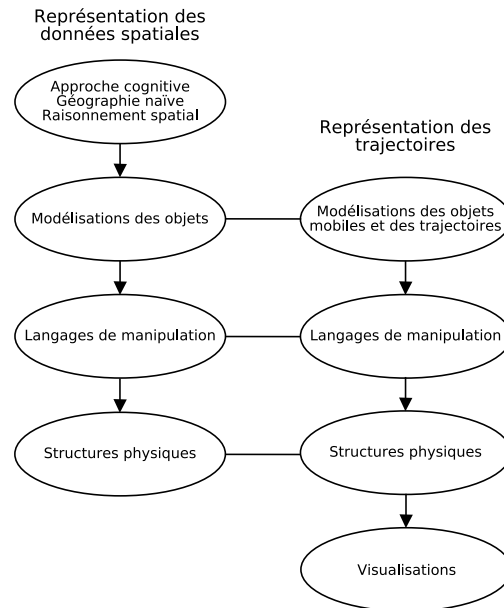 Représentation des
données spatiales
Approche cognitive
Géographie naïve
Raisonnement spatial
Modélisations des objets
Langages de manipulation
Structures physiques
Représentation des
trajectoires
Modélisations des objets
mobiles et des trajectoires
Langages de manipulation
Structures physiques
Visualisations